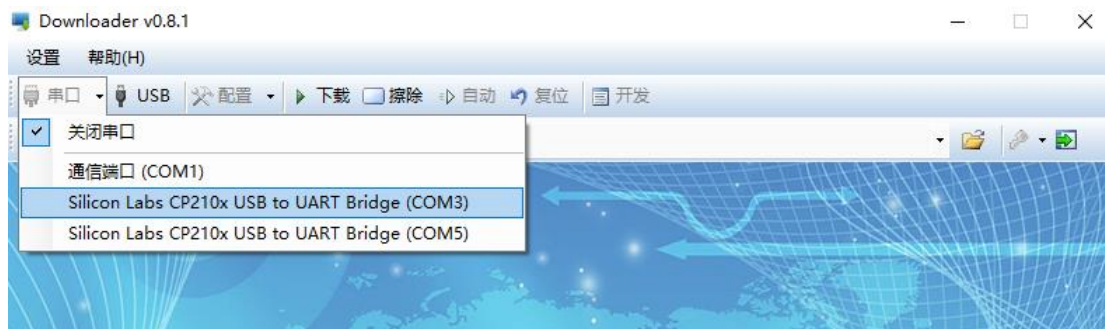 Downloader v0.8.1
设置 帮助(H)
串口 USB 配置 下载 擦除 自动 复位 开发
关闭串口
通信端口 (COM1)
Silicon Labs CP210x USB to UART Bridge (COM3)
Silicon Labs CP210x USB to UART Bridge (COM5)